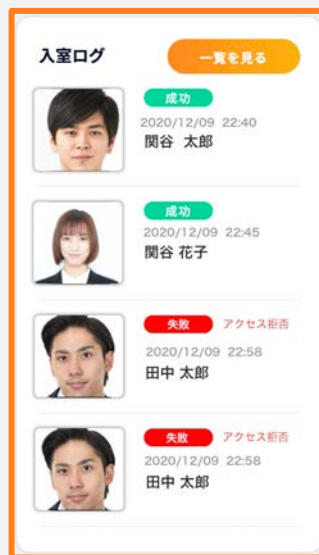 入室ログ
一覧を見る
成功
2020/12/09 22:40
関谷 太郎
成功
2020/12/09 22:45
関谷 花子
失敗 アクセス拒否
2020/12/09 22:58
田中 太郎
失敗 アクセス拒否
2020/12/09 22:58
田中 太郎